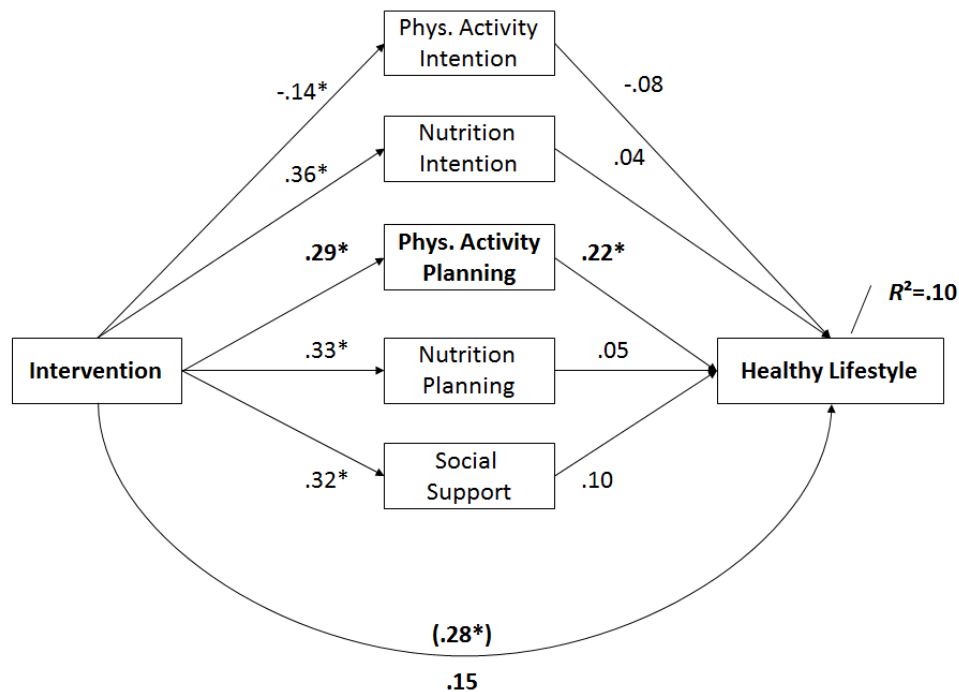 Phys. Activity
Intention
-.14*
-.08
Nutrition
Intention
.36*
.04
Phys. Activity
Planning
.29*
.22*
R²=.10
Intervention
.33*
Nutrition
Planning
.05
Healthy Lifestyle
.32*
Social
Support
.10
(.28*)
.15